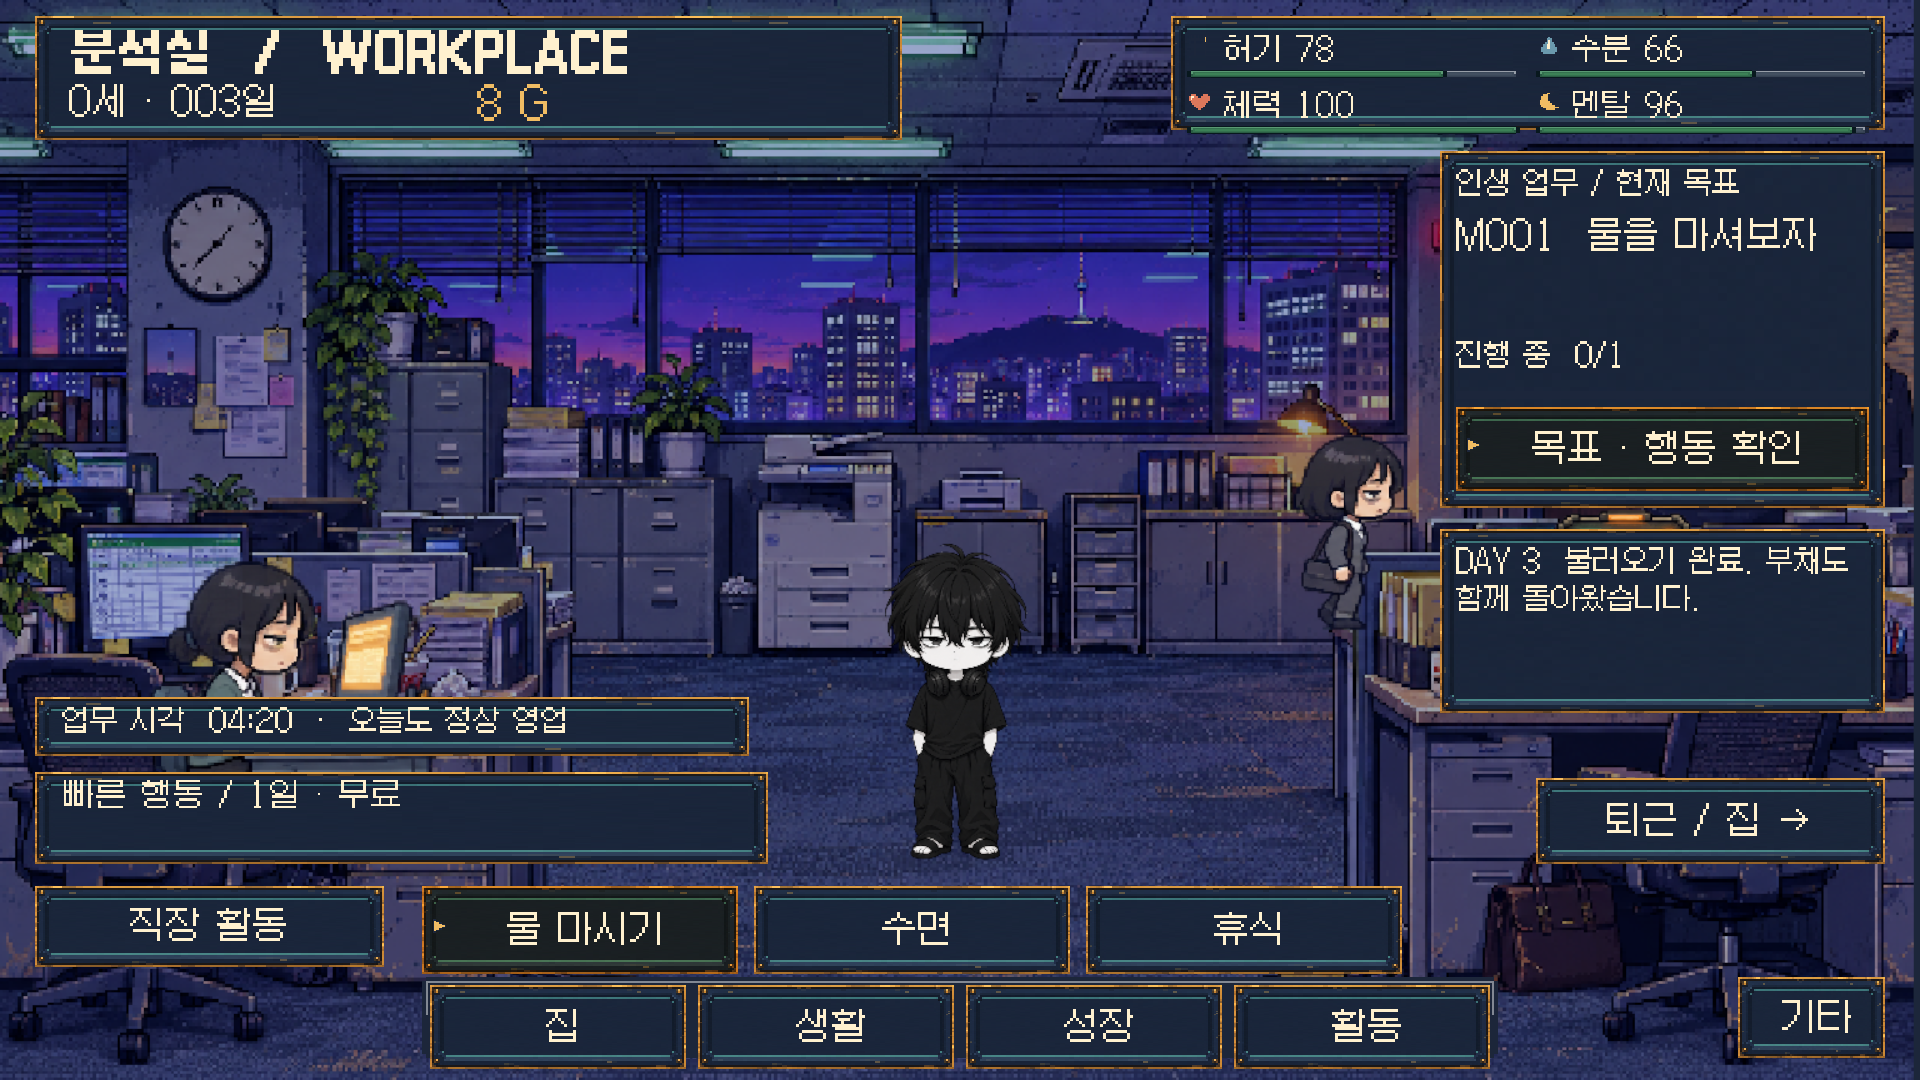 분석실 / WORKPLACE
0세 · 003일 8 G
허기 78
수분 66
체력 100
멘탈 96
인생 업무 / 현재 목표
M001 물을 마셔보자
진행 중 0/1
목표 · 행동 확인
DAY 3 불러오기 완료. 부채도
함께 돌아왔습니다.
업무 시각 04:20 · 오늘도 정상 영업
빠른 행동 / 1일 · 무료
퇴근 / 집 →
직장 활동
물 마시기
수면
휴식
집
생활
성장
활동
기타